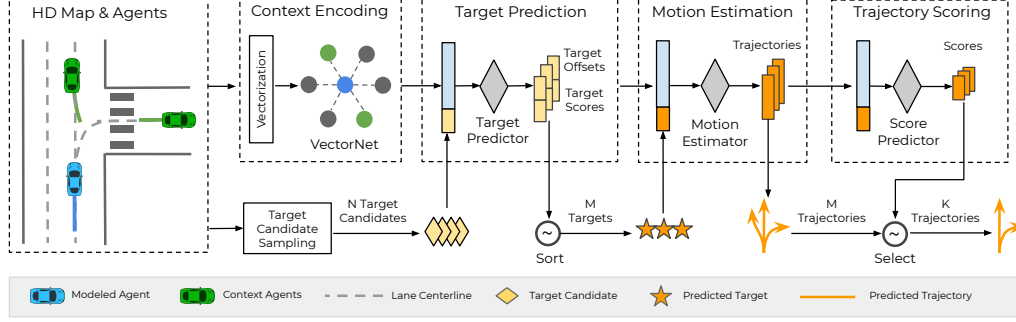 HD Map & Agents
Context Encoding
Target Prediction
Motion Estimation
Trajectory Scoring
Vectorization
VectorNet
Target
Predictor
Target
Offsets
Target
Scores
Motion
Estimator
Trajectories
Score
Predictor
Scores
Target
Candidate
Sampling
N Target
Candidates
~
Sort
M
Targets
M
Trajectories
~
Select
K
Trajectories
Modeled Agent
Context Agents
Lane Centerline
Target Candidate
Predicted Target
Predicted Trajectory